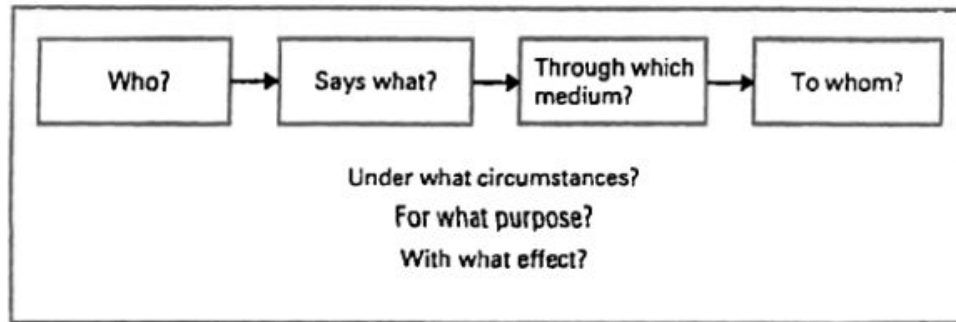 Who?
Says what?
Through which
medium?
To whom?
Under what circumstances?
For what purpose?
With what effect?